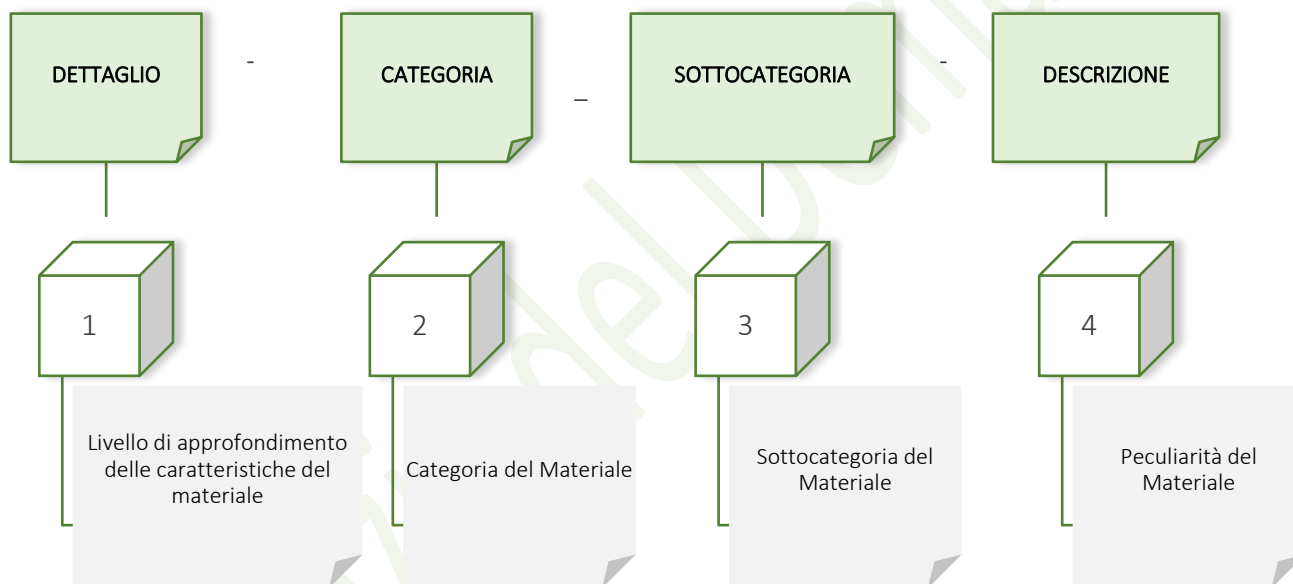 DETTAGLIO - CATEGORIA – SOTTOCATEGORIA - DESCRIZIONE
1 2 3 4
Livello di approfondimento
delle caratteristiche del
materiale
Categoria del Materiale
Sottocategoria del
Materiale
Peculiarità del
Materiale